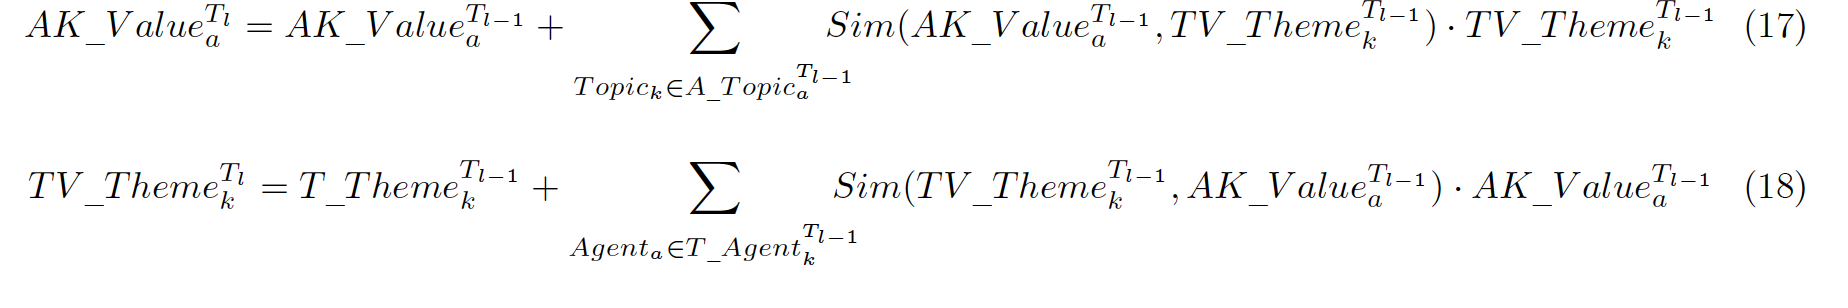 AK_Value_a^{T_l} = AK_Value_a^{T_{l-1}} + \sum_{Topic_k \in A_Topic_a^{T_{l-1}}} Sim(AK_Value_a^{T_{l-1}}, TV_Theme_k^{T_{l-1}}) \cdot TV_Theme_k^{T_{l-1}} (17)
TV_Theme_k^{T_l} = T_Theme_k^{T_{l-1}} + \sum_{Agent_a \in T_Agent_k^{T_{l-1}}} Sim(TV_Theme_k^{T_{l-1}}, AK_Value_a^{T_{l-1}}) \cdot AK_Value_a^{T_{l-1}} (18)